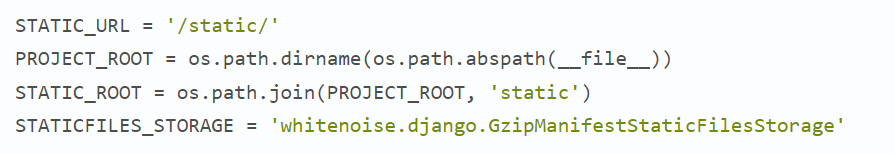 STATIC_URL = '/static/'
PROJECT_ROOT = os.path.dirname(os.path.abspath(__file__))
STATIC_ROOT = os.path.join(PROJECT_ROOT, 'static')
STATICFILES_STORAGE = 'whitenoise.django.GzipManifestStaticFilesStorage'